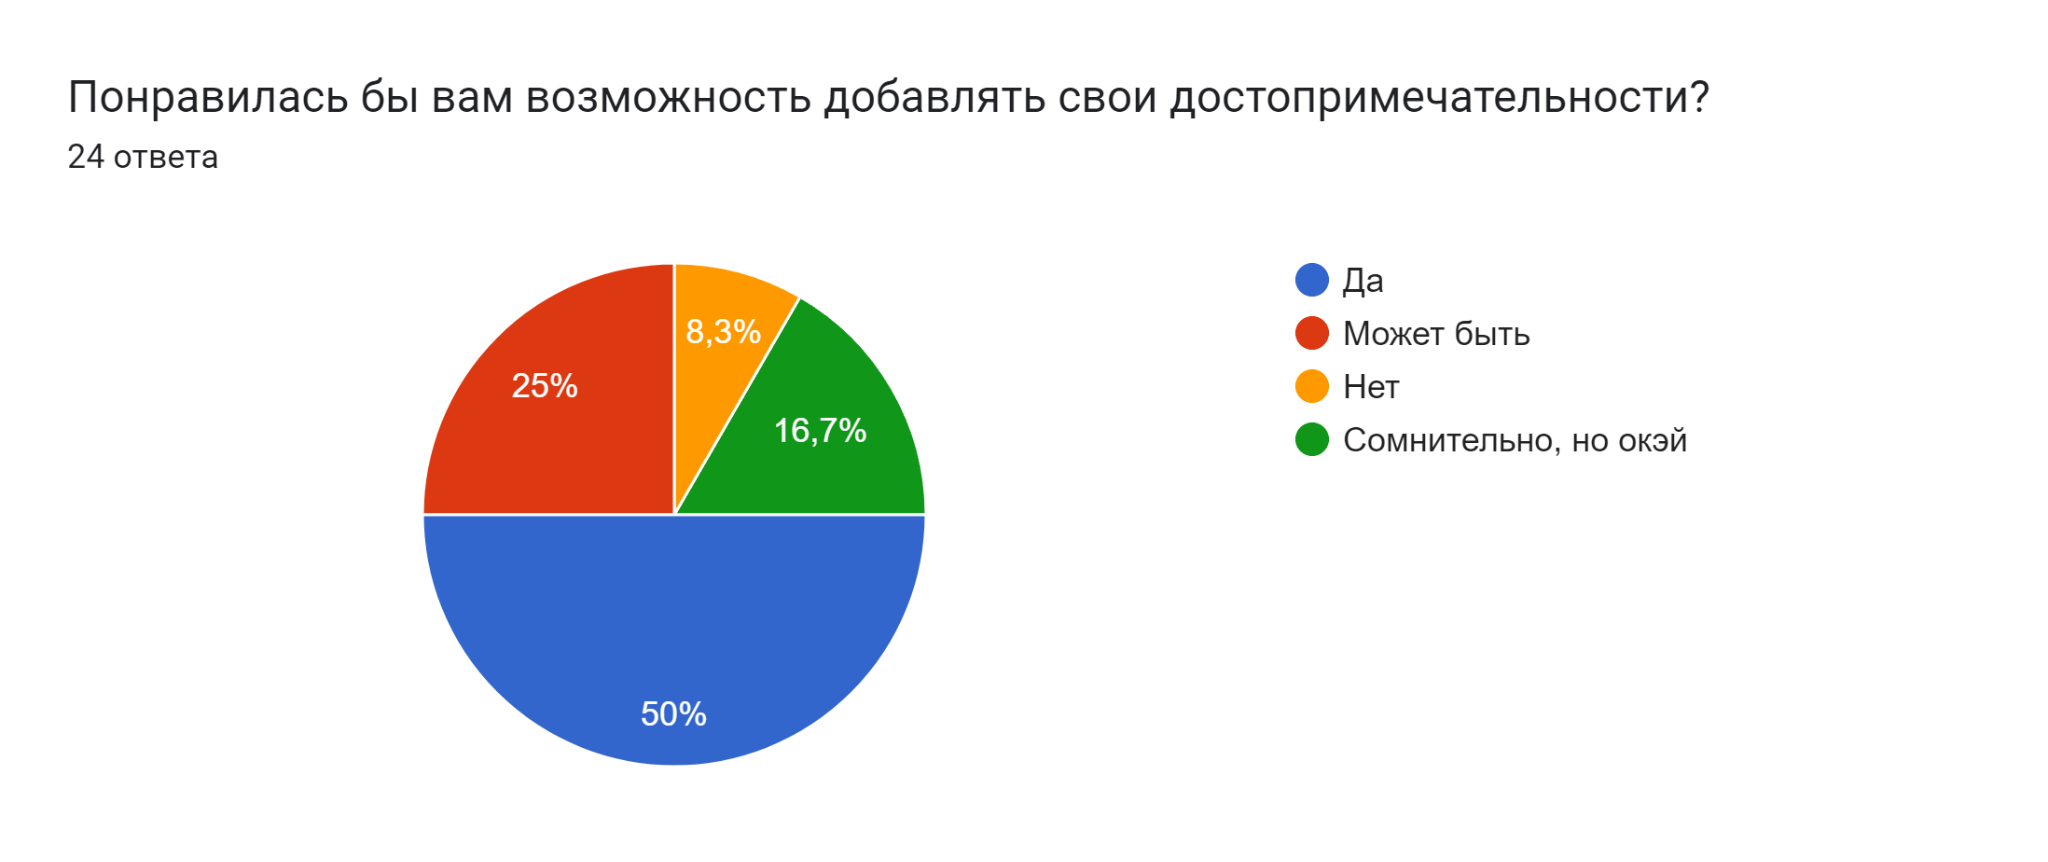 Понравилась бы вам возможность добавлять свои достопримечательности?
24 ответа
8,3%
25%
16,7%
50%
Да
Может быть
Нет
Сомнительно, но окэй